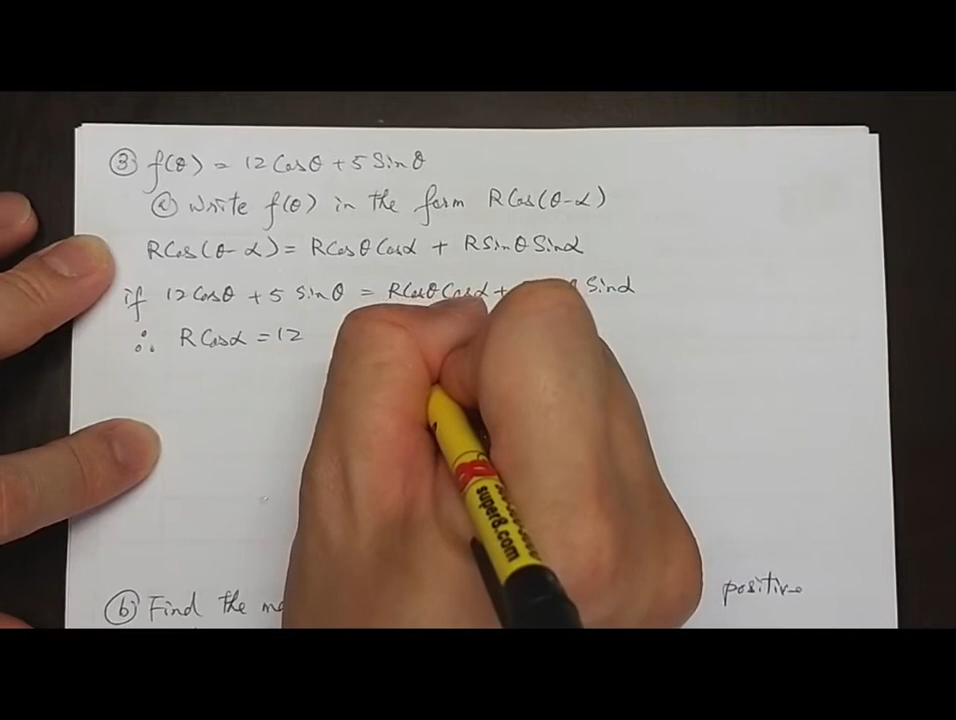 ③ f(θ) = 12 Cosθ + 5 Sinθ
ⓐ Write f(θ) in the form RCos(θ-α)
RCos(θ-α) = RCosθ Cosα + RSinθ Sinα
if 12 Cosθ + 5 Sinθ = RCosθ Cosα + Sinα
∴ RCosα = 12
super8.com
ⓑ Find the positive